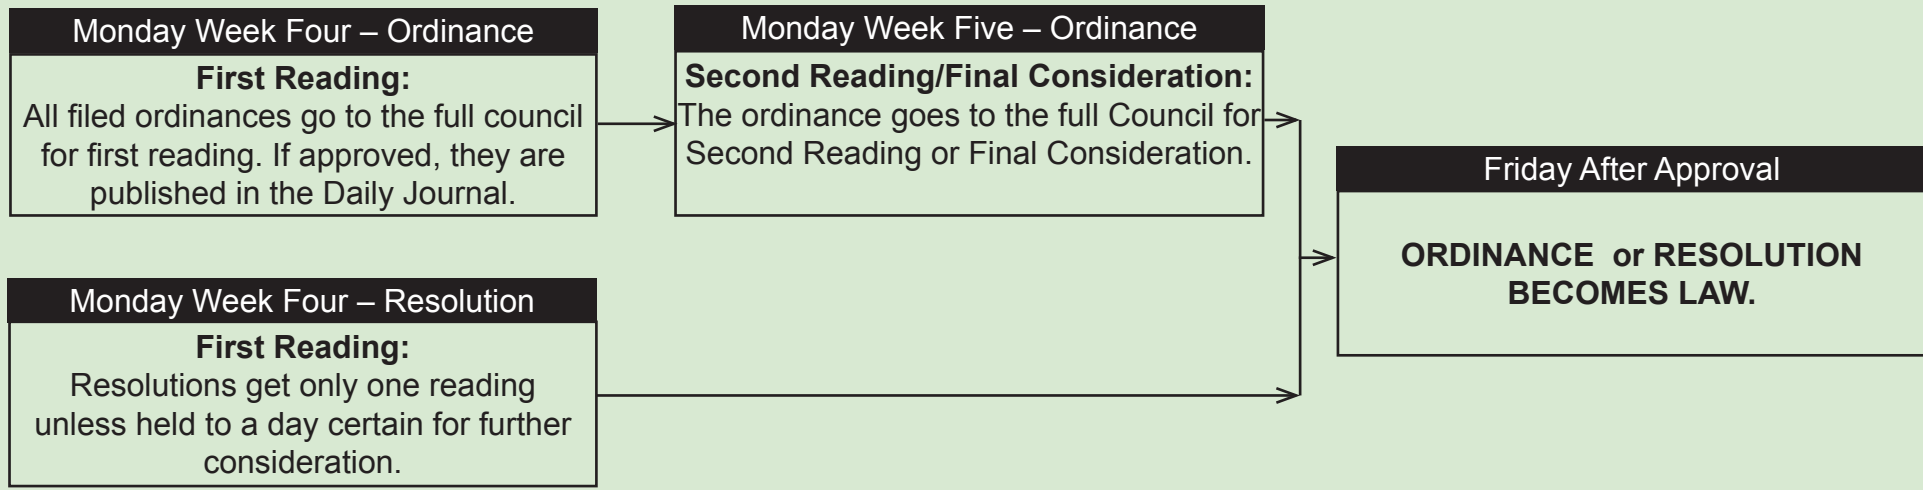 Monday Week Four – Ordinance
First Reading:
All filed ordinances go to the full council
for first reading. If approved, they are
published in the Daily Journal.
Monday Week Five – Ordinance
Second Reading/Final Consideration:
The ordinance goes to the full Council for
Second Reading or Final Consideration.
Monday Week Four – Resolution
First Reading:
Resolutions get only one reading
unless held to a day certain for further
consideration.
Friday After Approval
ORDINANCE or RESOLUTION
BECOMES LAW.